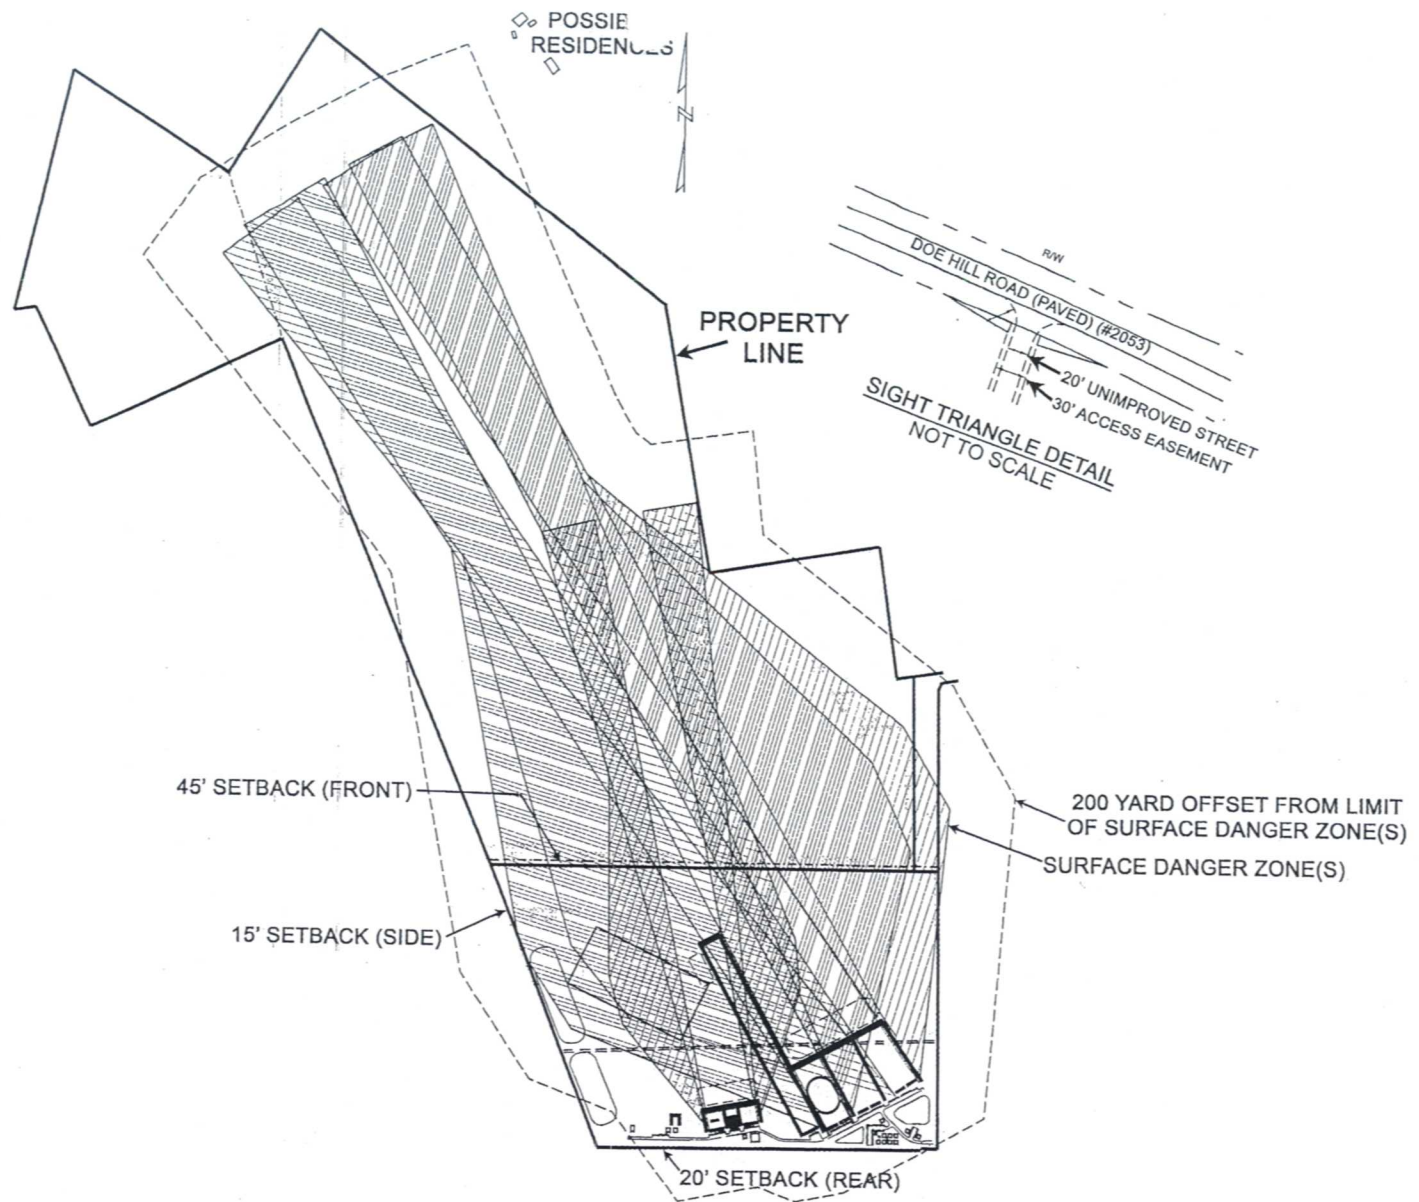 POSSIB
RESIDENCES
N
R/W
DOE HILL ROAD (PAVED) (#2053)
PROPERTY
LINE
20' UNIMPROVED STREET
30' ACCESS EASEMENT
SIGHT TRIANGLE DETAIL
NOT TO SCALE
45' SETBACK (FRONT)
200 YARD OFFSET FROM LIMIT
OF SURFACE DANGER ZONE(S)
SURFACE DANGER ZONE(S)
15' SETBACK (SIDE)
20' SETBACK (REAR)